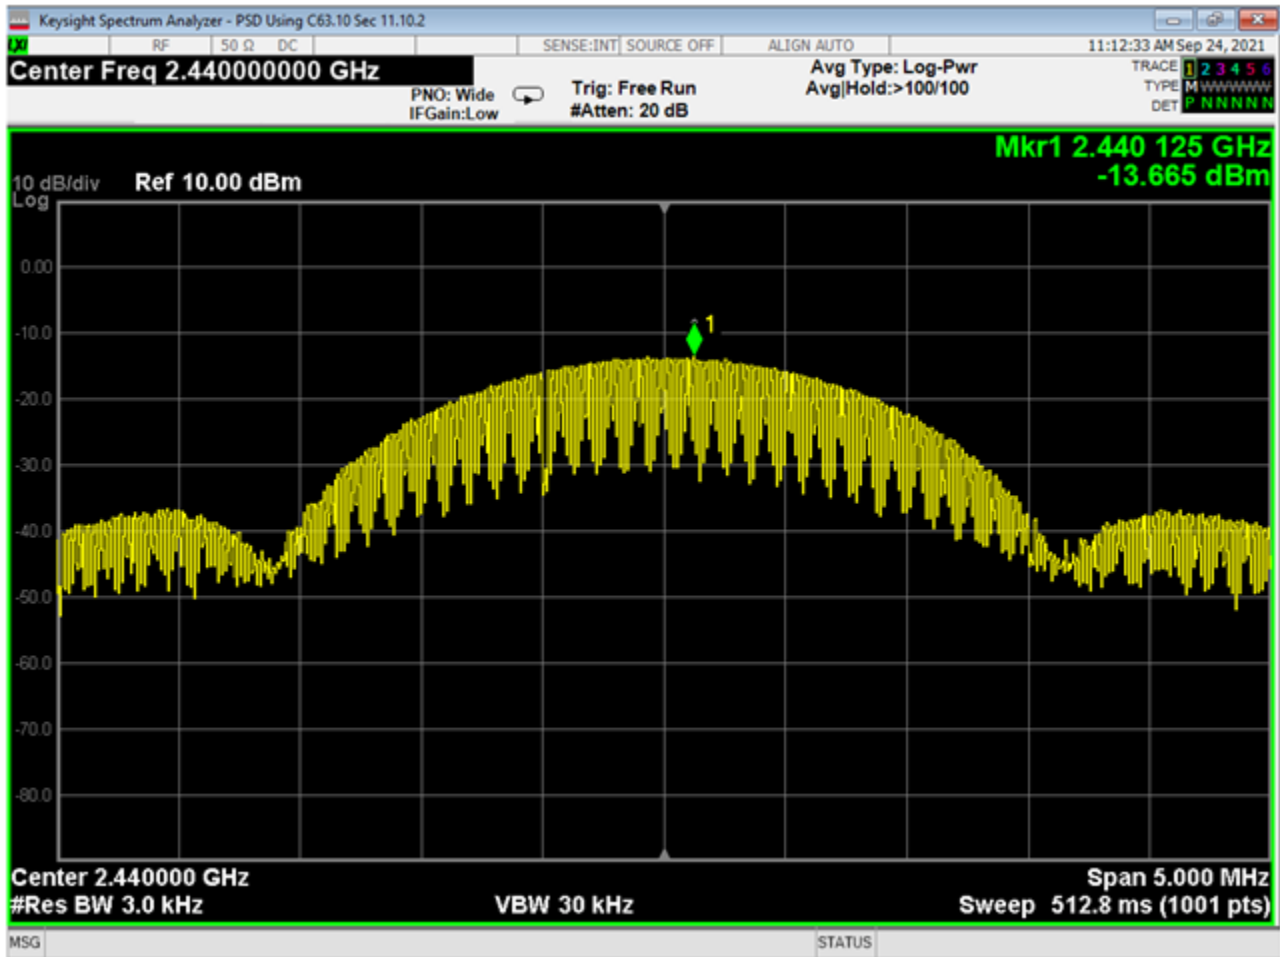 Keysight Spectrum Analyzer - PSD Using C63.10 Sec 11.10.2
LXI RF 50 Ω DC SENSE:INT SOURCE OFF ALIGN AUTO 11:12:33 AM Sep 24, 2021
Center Freq 2.440000000 GHz
PNO: Wide
IFGain:Low
Trig: Free Run
#Atten: 20 dB
Avg Type: Log-Pwr
Avg|Hold:>100/100
TRACE 1 2 3 4 5 6
TYPE M WWWWW
DET P N N N N N
Mkr1 2.440 125 GHz
-13.665 dBm
10 dB/div Ref 10.00 dBm
Log
0.00
1
-10.0
-20.0
-30.0
-40.0
-50.0
-60.0
-70.0
-80.0
Center 2.440000 GHz Span 5.000 MHz
#Res BW 3.0 kHz VBW 30 kHz Sweep 512.8 ms (1001 pts)
MSG STATUS